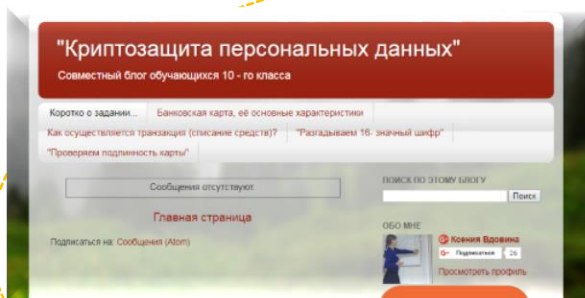 "Криптозащита персональных данных"
Совместный блог обучающихся 10 - го класса
Коротко о задании...
Банковская карта, её основные характеристики
Как осуществляется транзакция (списание средств)?
"Разгадываем 16- значный шифр"
"Проверяем подлинность карты"
Сообщения отсутствуют.
Главная страница
Подписаться на: Сообщения (Atom)
ПОИСК ПО ЭТОМУ БЛОГУ
Поиск
ОБО МНЕ
Ксения Вдовина
G+ Подписаться 26
Просмотреть профиль